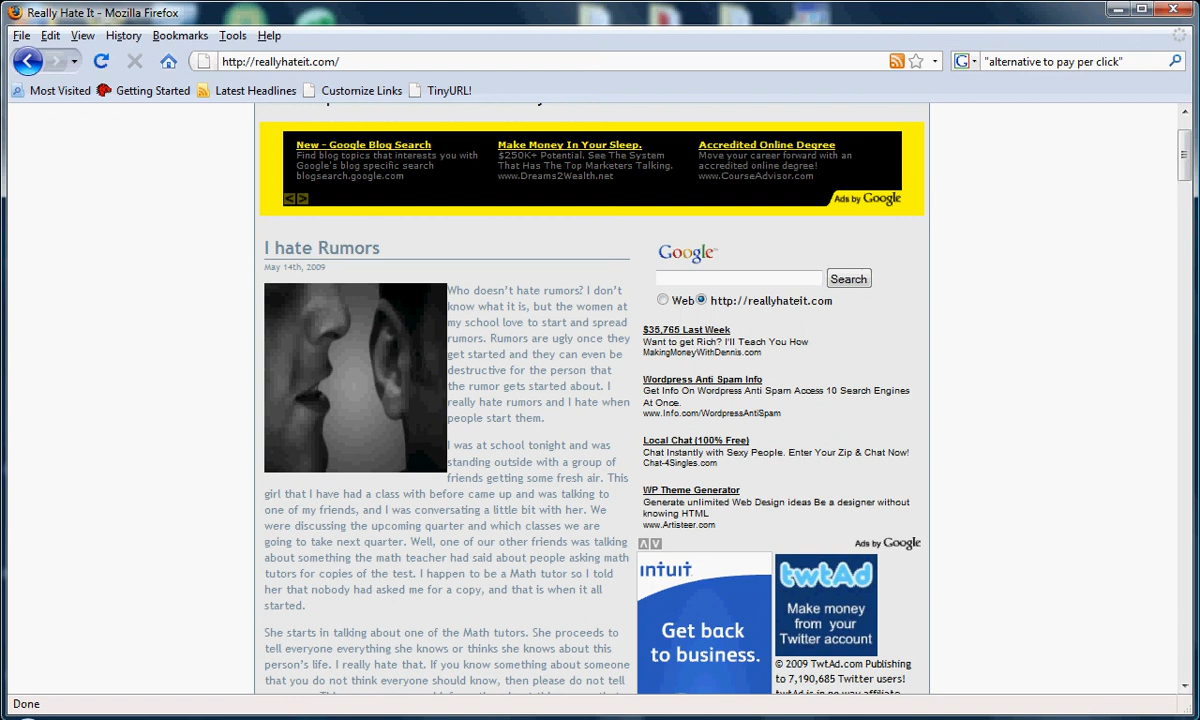 Really Hate It - Mozilla Firefox
File Edit View History Bookmarks Tools Help
http://reallyhateit.com/
"alternative to pay per click"
Most Visited Getting Started Latest Headlines Customize Links TinyURL!
New - Google Blog Search
Find blog topics that interests you with
Google's blog specific search
blogsearch.google.com
Make Money In Your Sleep.
$250K+ Potential. See The System
That Has The Top Marketers Talking.
www.Dreams2Wealth.net
Accredited Online Degree
Move your career forward with an
accredited online degree!
www.CourseAdvisor.com
Ads by Google
I hate Rumors
May 14th, 2009
Who doesn't hate rumors? I don't
know what it is, but the women at
my school love to start and spread
rumors. Rumors are ugly once they
get started and they can even be
destructive for the person that
the rumor gets started about. I
really hate rumors and I hate when
people start them.
I was at school tonight and was
standing outside with a group of
friends getting some fresh air. This
girl that I have had a class with before came up and was talking to
one of my friends, and I was conversating a little bit with her. We
were discussing the upcoming quarter and which classes we are
going to take next quarter. Well, one of our other friends was talking
about something the math teacher had said about people asking math
tutors for copies of the test. I happen to be a Math tutor so I told
her that nobody had asked me for a copy, and that is when it all
started.
She starts in talking about one of the Math tutors. She proceeds to
tell everyone everything she knows or thinks she knows about this
person's life. I really hate that. If you know something about someone
that you do not think everyone should know, then please do not tell
Google™
Search
Web http://reallyhateit.com
$35,765 Last Week
Want to get Rich? I'll Teach You How
MakingMoneyWithDennis.com
Wordpress Anti Spam Info
Get Info On Wordpress Anti Spam Access 10 Search Engines
At Once.
www.Info.com/WordpressAntiSpam
Local Chat (100% Free)
Chat Instantly with Sexy People. Enter Your Zip & Chat Now!
Chat-4Singles.com
WP Theme Generator
Generate unlimited Web Design ideas Be a designer without
knowing HTML
www.Artisteer.com
Ads by Google
intuit
Get back
to business.
twtAd
Make money
from your
Twitter account
© 2009 TwtAd.com Publishing
to 7,190,685 Twitter users!
twtAd is in no way affiliate
Done